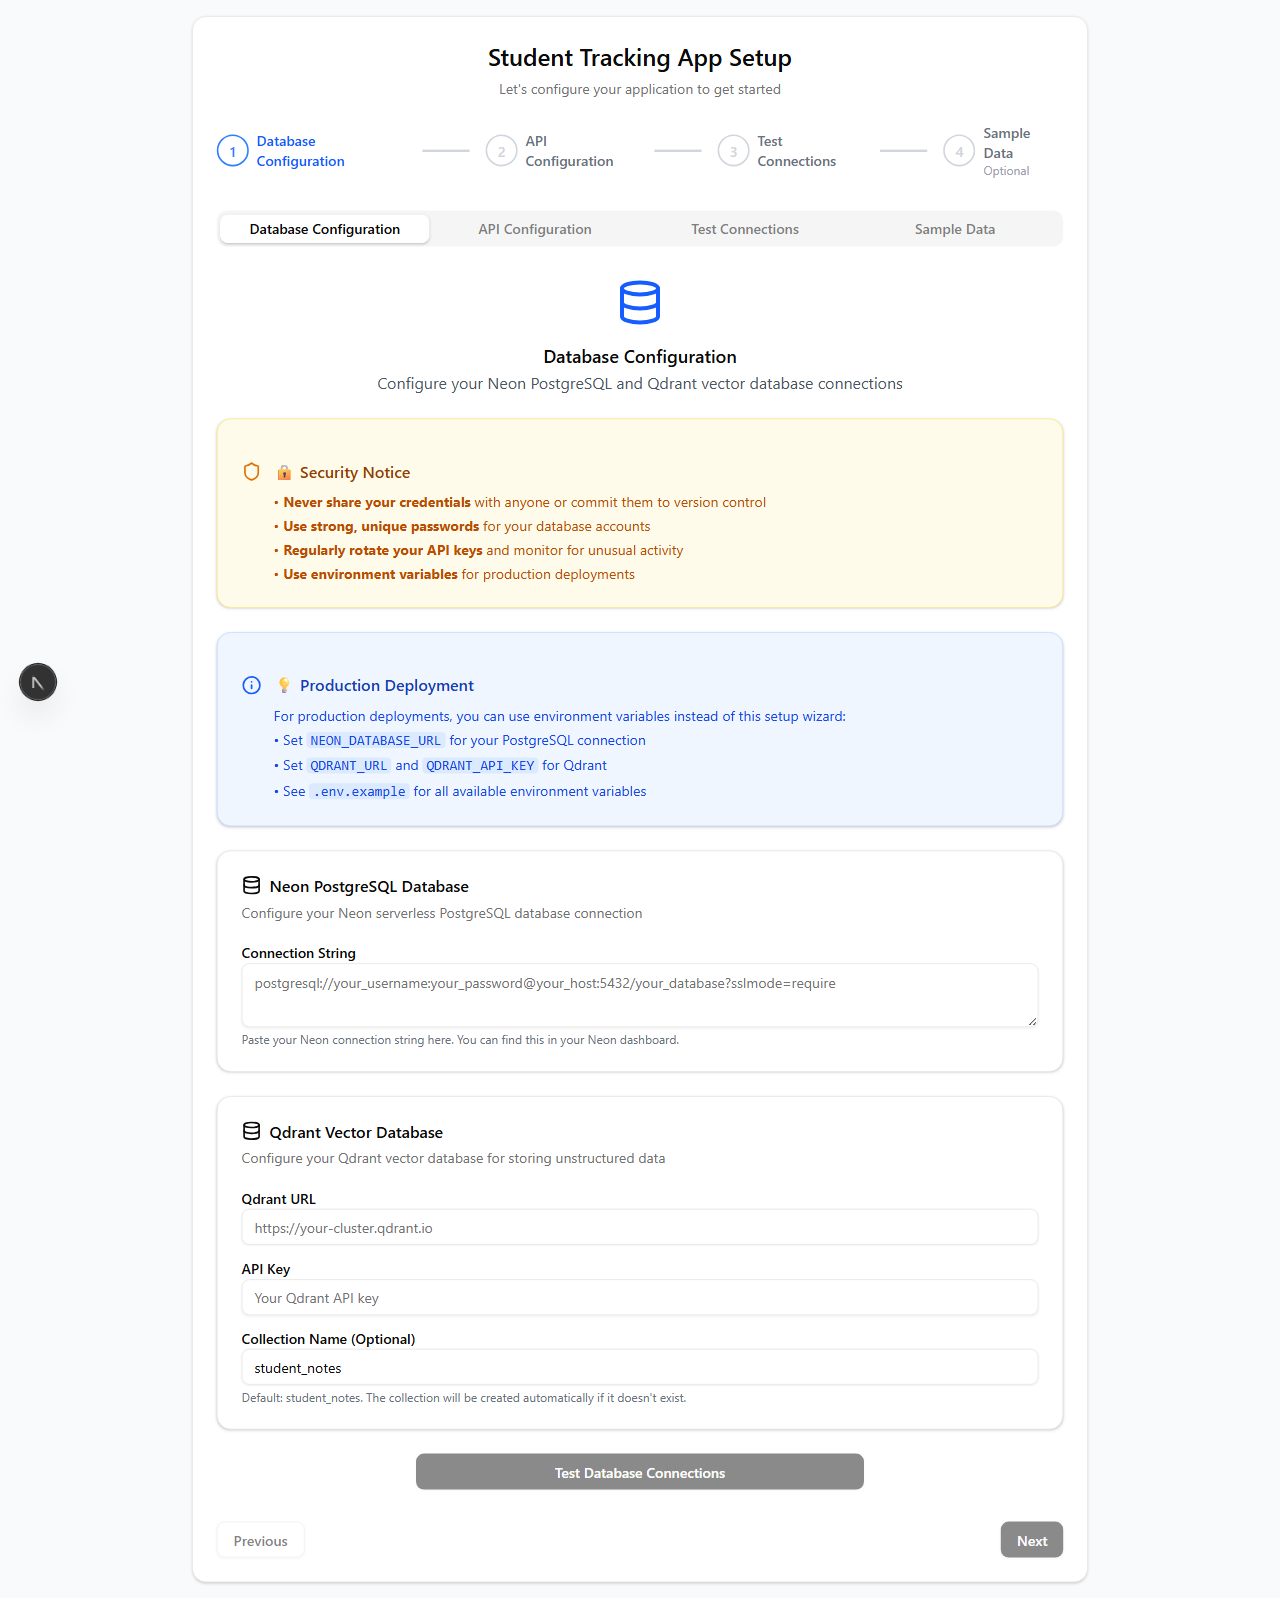 Student Tracking App Setup
Let's configure your application to get started
1
Database
Configuration
2
API
Configuration
3
Test
Connections
4
Sample
Data
Optional
Database Configuration
API Configuration
Test Connections
Sample Data
Database Configuration
Configure your Neon PostgreSQL and Qdrant vector database connections
🔒 Security Notice
• Never share your credentials with anyone or commit them to version control
• Use strong, unique passwords for your database accounts
• Regularly rotate your API keys and monitor for unusual activity
• Use environment variables for production deployments
💡 Production Deployment
For production deployments, you can use environment variables instead of this setup wizard:
• Set NEON_DATABASE_URL for your PostgreSQL connection
• Set QDRANT_URL and QDRANT_API_KEY for Qdrant
• See .env.example for all available environment variables
Neon PostgreSQL Database
Configure your Neon serverless PostgreSQL database connection
Connection String
postgresql://your_username:your_password@your_host:5432/your_database?sslmode=require
Paste your Neon connection string here. You can find this in your Neon dashboard.
Qdrant Vector Database
Configure your Qdrant vector database for storing unstructured data
Qdrant URL
https://your-cluster.qdrant.io
API Key
Your Qdrant API key
Collection Name (Optional)
student_notes
Default: student_notes. The collection will be created automatically if it doesn't exist.
Test Database Connections
Previous
Next